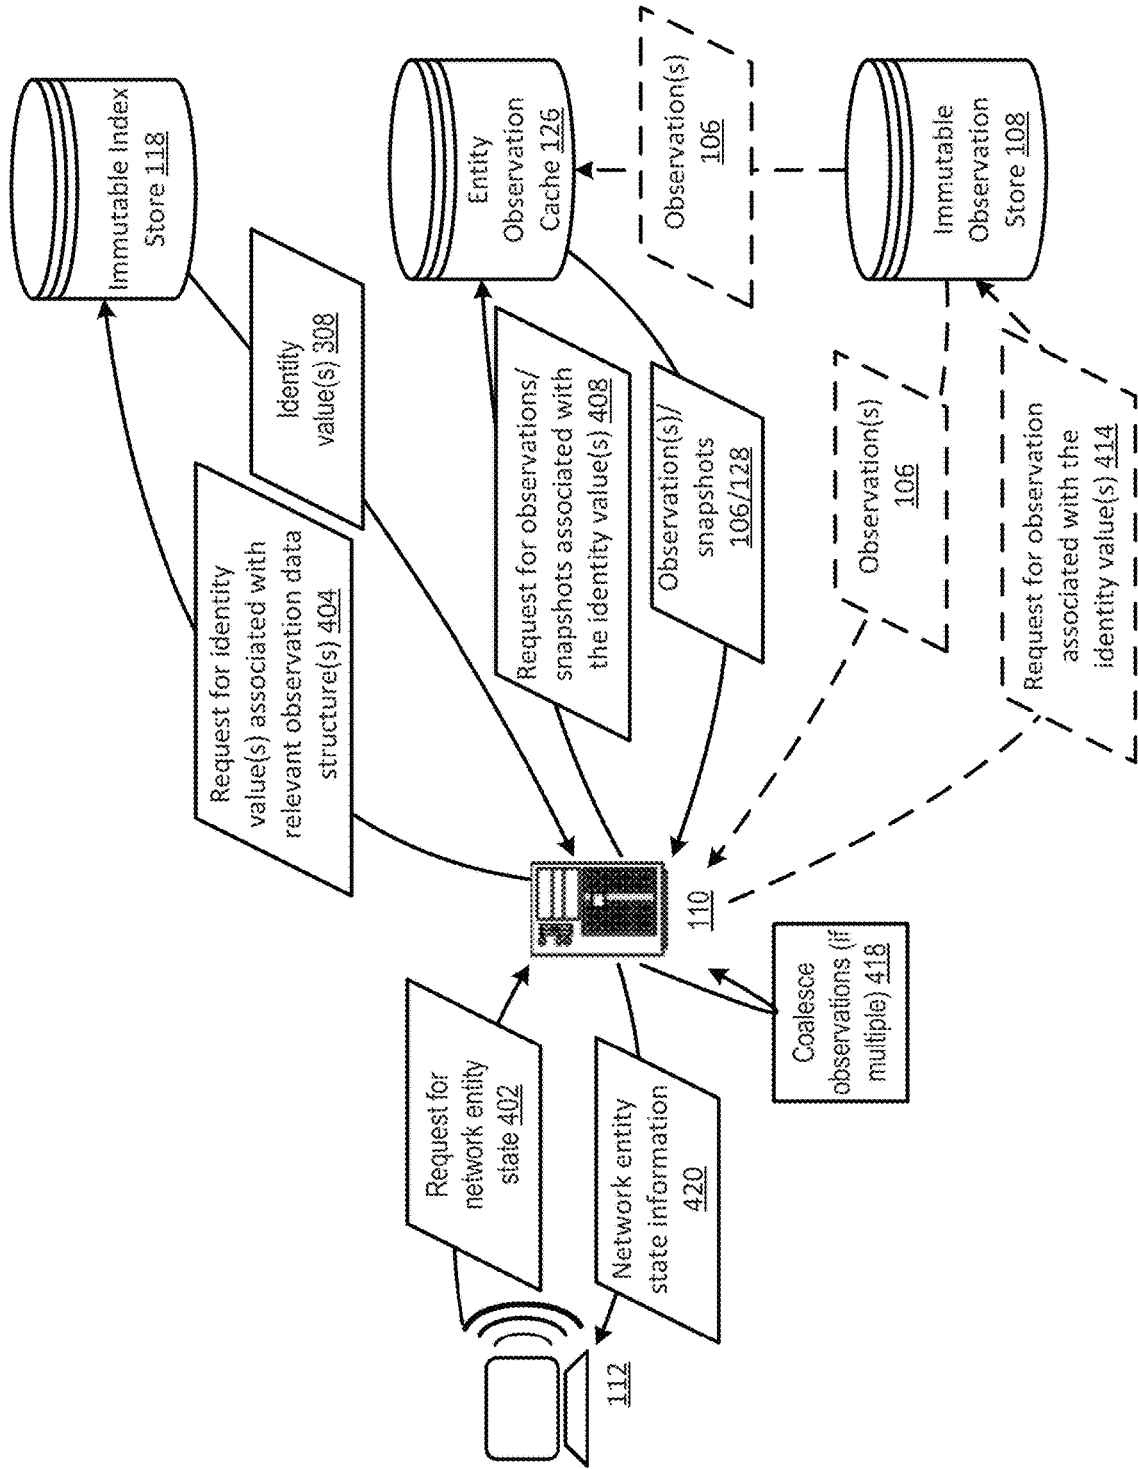 Immutable Index
Store 118
Request for identity
value(s) associated with
relevant observation data
structure(s) 404
Identity
value(s) 308
Request for
network entity
state 402
Entity
Observation
Cache 126
Request for observations/
snapshots associated with
the identity value(s) 408
112
110
Network entity
state information
420
Observation(s)/
snapshots
106/128
Observation(s)
106
Coalesce
observations (if
multiple) 418
Observation(s)
106
Immutable
Observation
Store 108
Request for observation
associated with the
identity value(s) 414